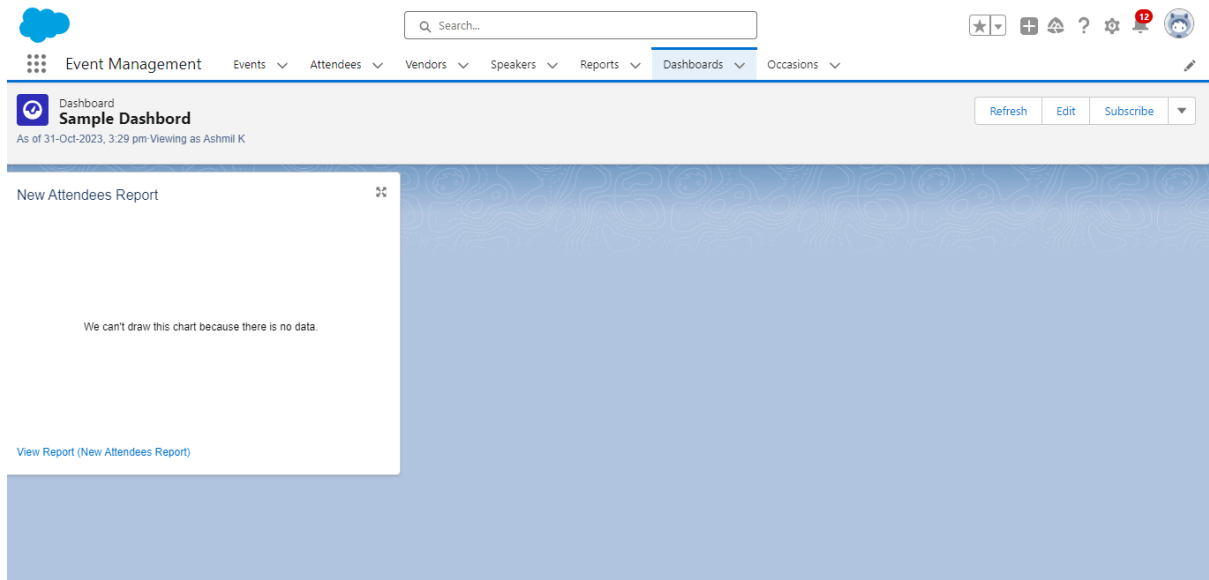 Search...
12
Event Management Events Attendees Vendors Speakers Reports Dashboards Occasions
Dashboard
Sample Dashbord
As of 31-Oct-2023, 3:29 pm·Viewing as Ashmil K
Refresh Edit Subscribe
New Attendees Report
We can't draw this chart because there is no data.
View Report (New Attendees Report)